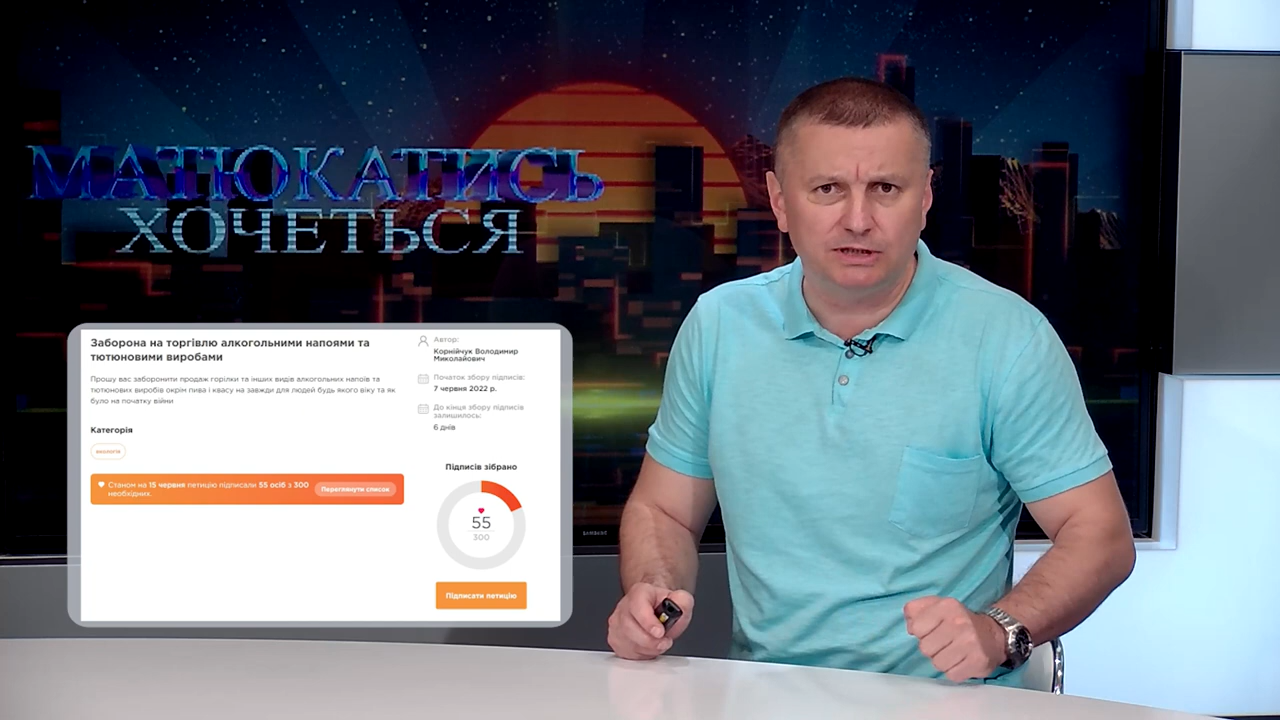 МАТЮКАТИСЬ
ХОЧЕТЬСЯ
Заборона на торгівлю алкогольними напоями та
тютюновими виробами
Прошу вас заборонити продаж горілки та інших видів алкогольних напоїв та
тютюнових виробів окрім пива і квасу на завжди для людей будь якого віку та як
було на початку війни
Категорія
екологія
Станом на 15 червня петицію підписали 55 осіб з 300
необхідних.
Переглянути список
Автор:
Корнійчук Володимир
Миколайович
Початок збору підписів:
7 червня 2022 р.
До кінця збору підписів
залишилось:
6 днів
Підписів зібрано
55
300
Підписати петицію
SAMSUNG